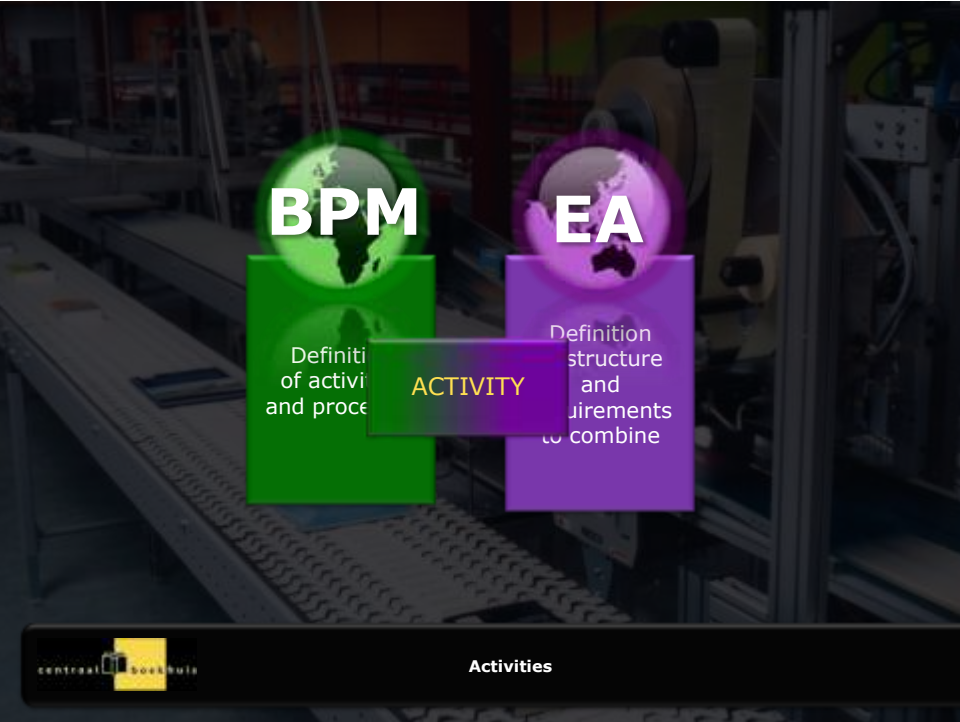 BPM
EA
Definiti
of activi
and proce
ACTIVITY
Definition
structure
and
uirements
to combine
centraal boekhuis
Activities